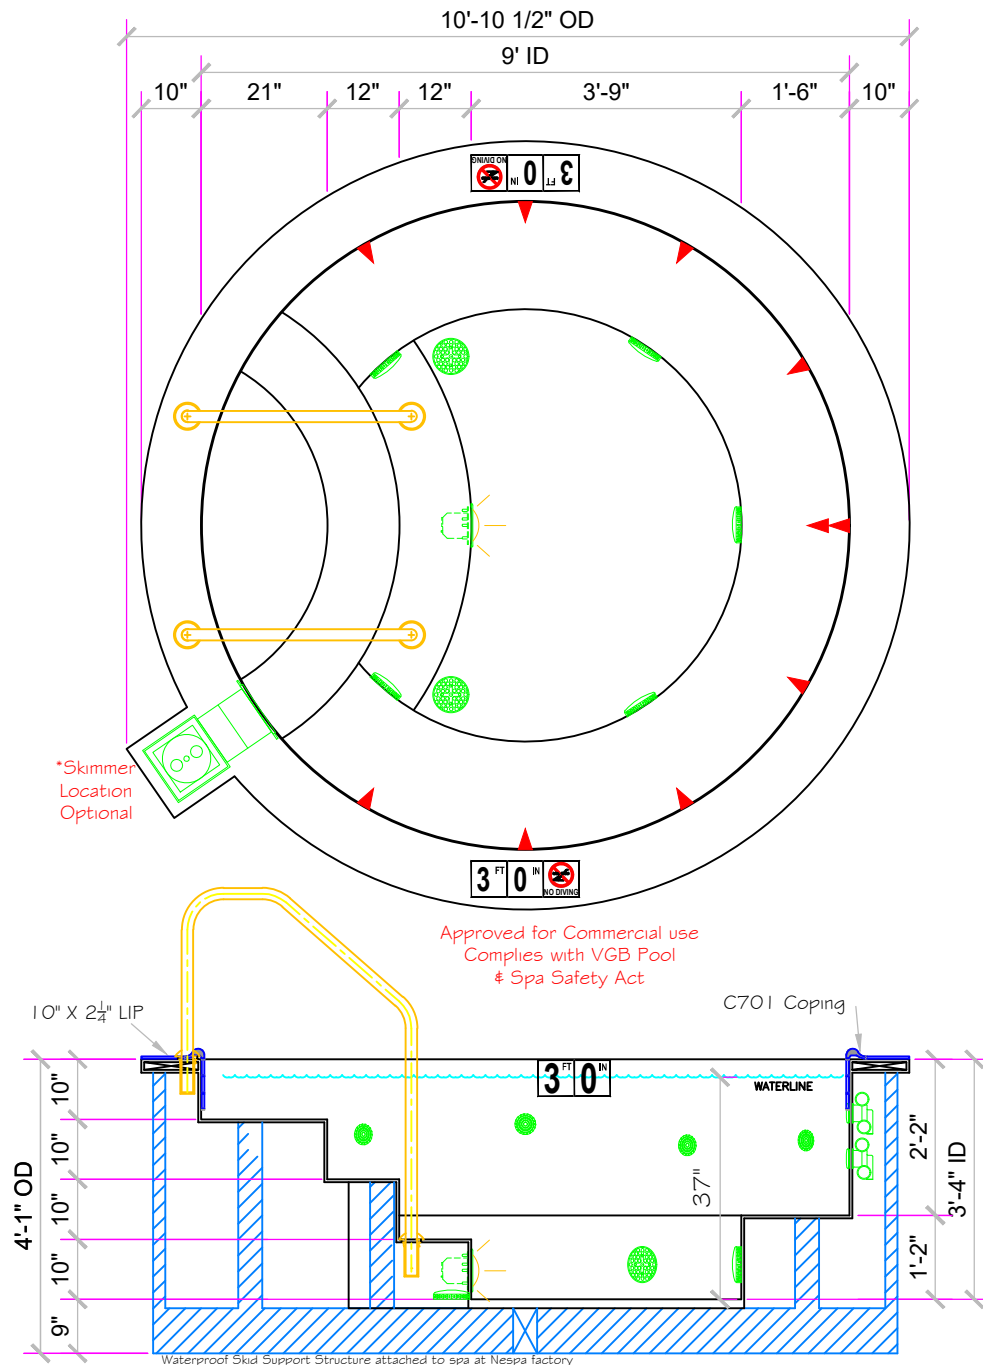 10'-10 1/2" OD
9' ID
10" 21" 12" 12" 3'-9" 1'-6" 10"
NO DIVING 0 IN 3 FT
*Skimmer
Location
Optional
3 FT 0 IN NO DIVING
Approved for Commercial use
Complies with VGB Pool
& Spa Safety Act
10" X 2 1/4" LIP
C701 Coping
3 FT 0 IN
WATERLINE
10"
10"
10"
10"
9"
4'-1" OD
37"
2'-2"
1'-2"
3'-4" ID
Waterproof Skid Support Structure attached to spa at Nespa factory